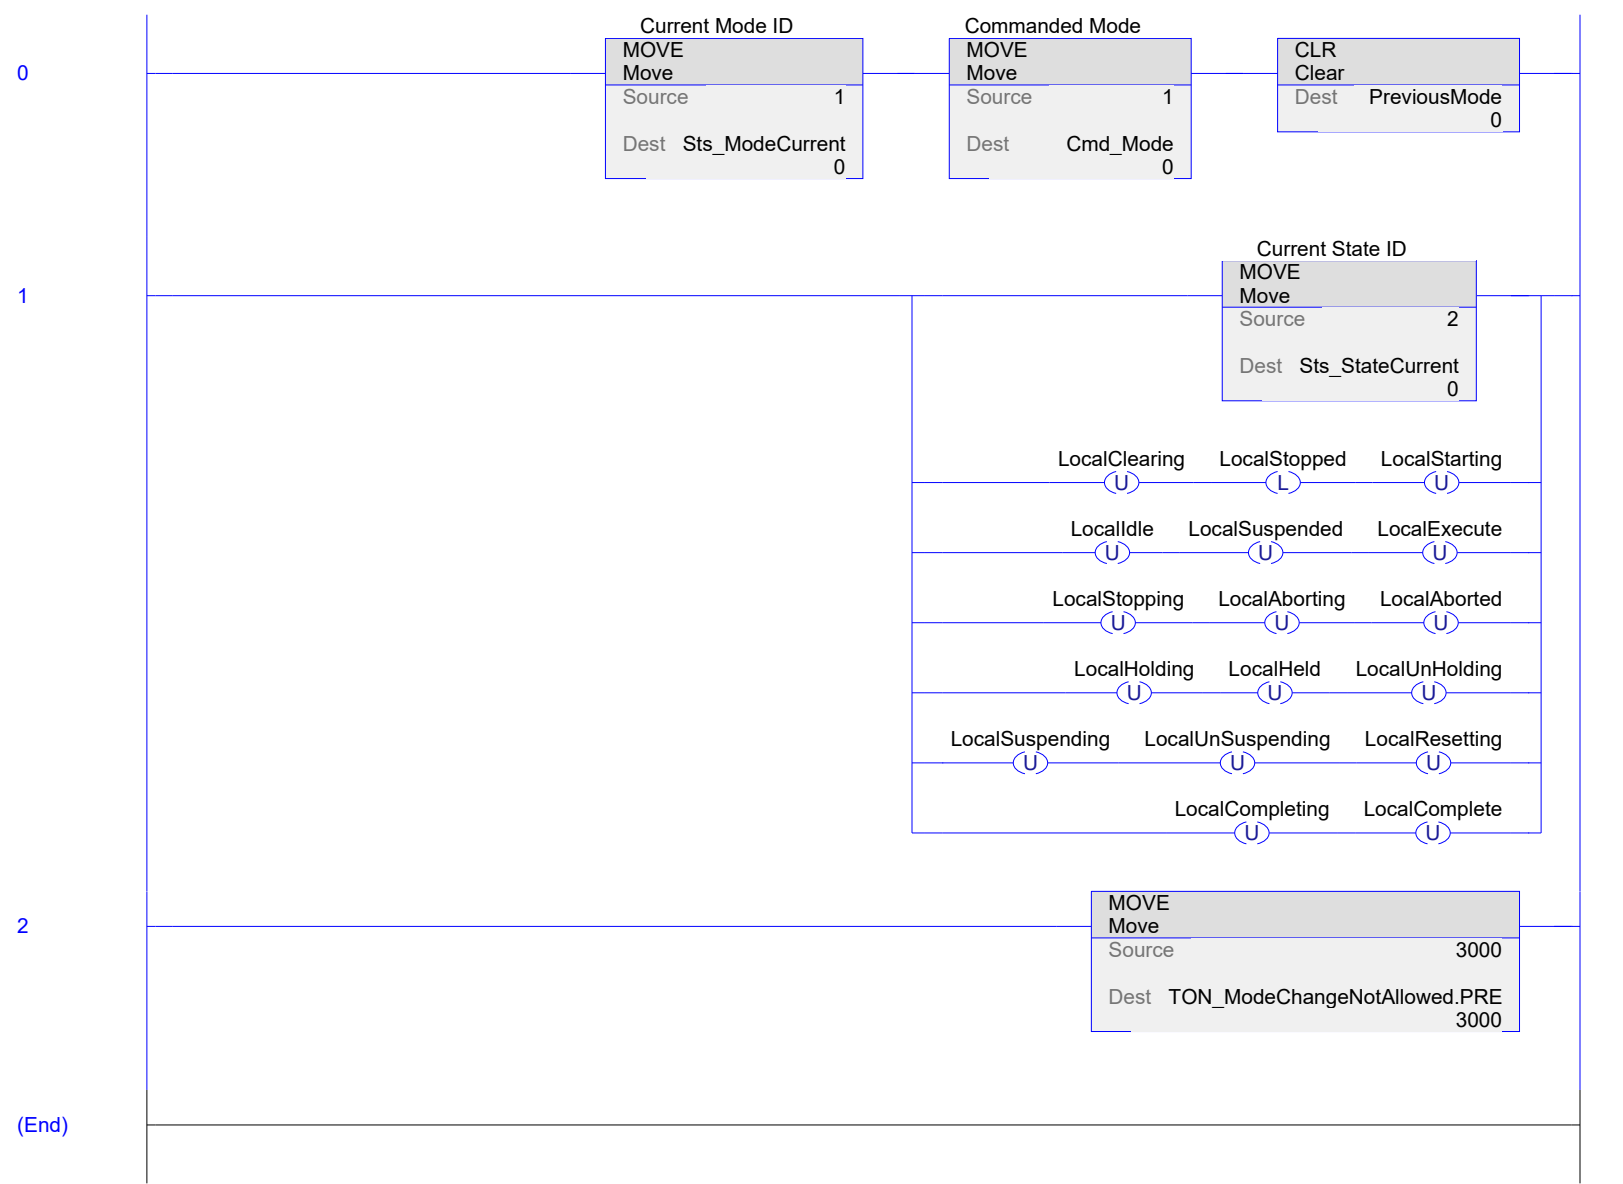 Current Mode ID Commanded Mode
0
MOVE MOVE CLR
Move Move Clear
Source 1 Source 1 Dest PreviousMode
0
Dest Sts_ModeCurrent Dest Cmd_Mode
0 0
Current State ID
1
MOVE
Move
Source 2
Dest Sts_StateCurrent
0
LocalClearing LocalStopped LocalStarting
U L U
LocalIdle LocalSuspended LocalExecute
U U U
LocalStopping LocalAborting LocalAborted
U U U
LocalHolding LocalHeld LocalUnHolding
U U U
LocalSuspending LocalUnSuspending LocalResetting
U U U
LocalCompleting LocalComplete
U U
2
MOVE
Move
Source 3000
Dest TON_ModeChangeNotAllowed.PRE
3000
(End)